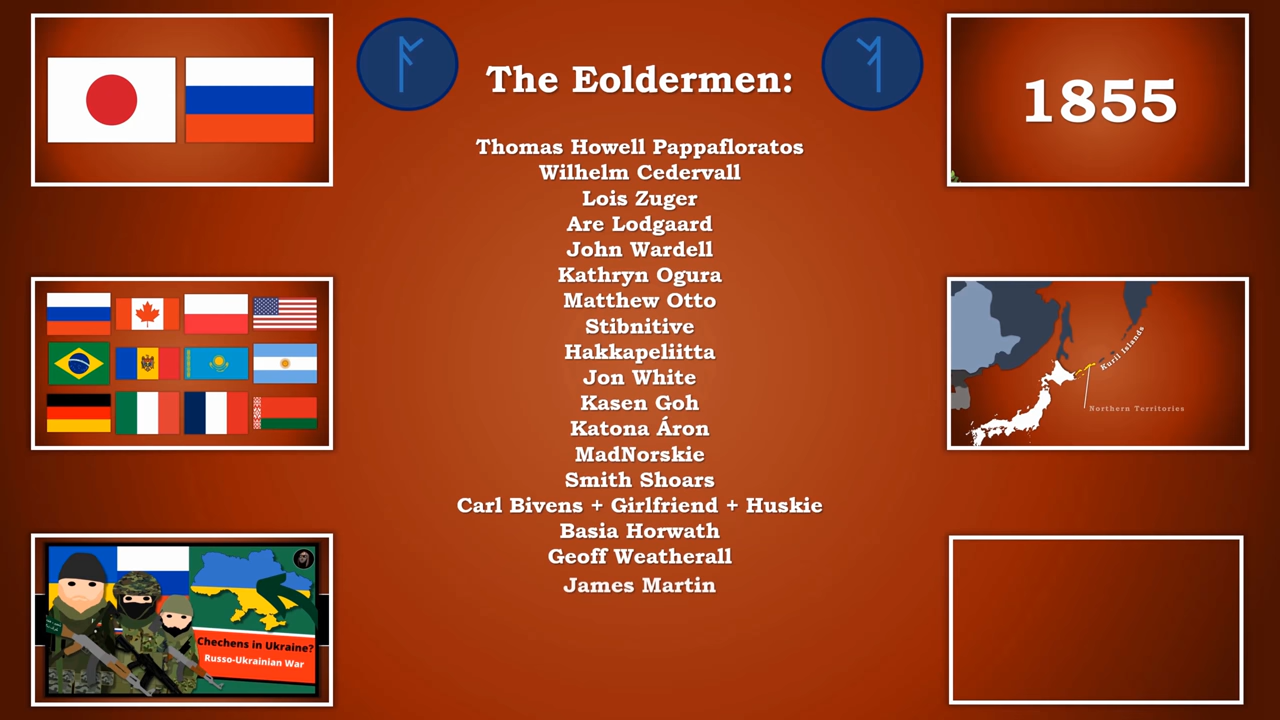 The Eoldermen:
1855
Thomas Howell Pappafloratos
Wilhelm Cedervall
Lois Zuger
Are Lodgaard
John Wardell
Kathryn Ogura
Matthew Otto
Stibnitive
Hakkapeliitta
Jon White
Kasen Goh
Katona Áron
MadNorskie
Smith Shoars
Carl Bivens + Girlfriend + Huskie
Basia Horwath
Geoff Weatherall
James Martin
Kuril Islands
Northern Territories
Chechens in Ukraine?
Russo-Ukrainian War